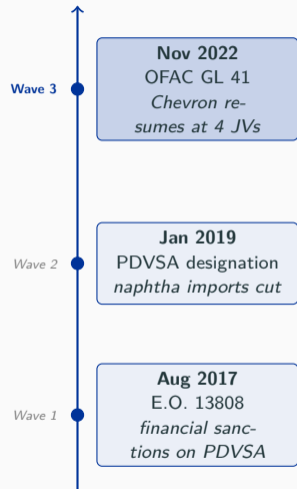 Nov 2022
OFAC GL 41
Wave 3
Chevron re-
sumes at 4 JVs
Jan 2019
Wave 2
PDVSA designation
naphtha imports cut
Aug 2017
E.O. 13808
Wave 1
financial sanc-
tions on PDVSA